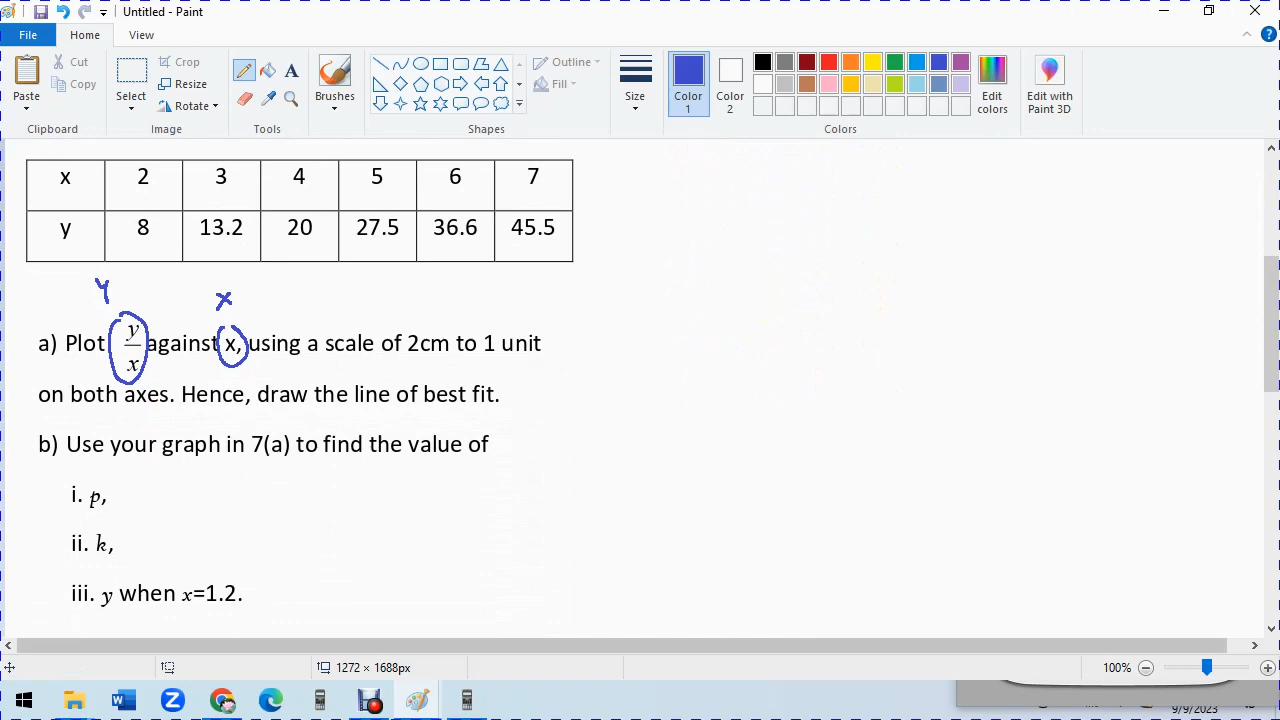 Untitled - Paint
File Home View
Paste Cut Copy Clipboard
Select Crop Resize Rotate Image
Tools
Brushes
Outline Fill Shapes
Size
Color 1 Color 2 Edit colors Colors
Edit with Paint 3D
x 2 3 4 5 6 7
y 8 13.2 20 27.5 36.6 45.5
Y X
a) Plot y/x against x, using a scale of 2cm to 1 unit
on both axes. Hence, draw the line of best fit.
b) Use your graph in 7(a) to find the value of
i. p,
ii. k,
iii. y when x=1.2.
1272 × 1688px 100%
9/9/2023